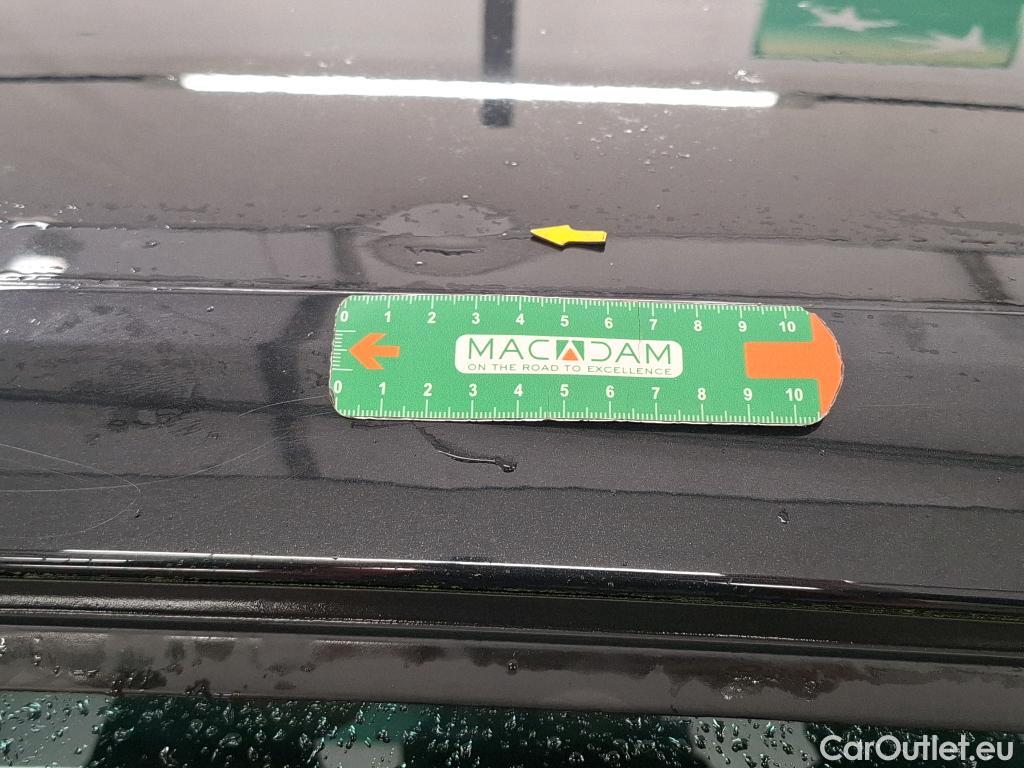 0 1 2 3 4 5 6 7 8 9 10
MACADAM
ON THE ROAD TO EXCELLENCE
0 1 2 3 4 5 6 7 8 9 10
CarOutlet.eu